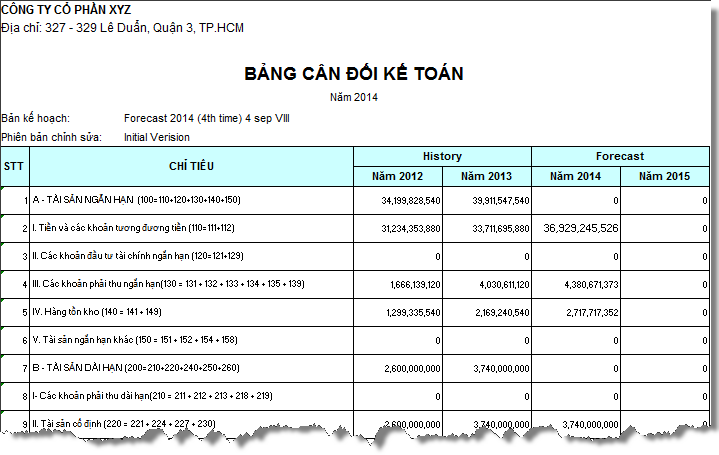 CÔNG TY CỔ PHẦN XYZ
Địa chỉ: 327 - 329 Lê Duẩn, Quận 3, TP.HCM
BẢNG CÂN ĐỐI KẾ TOÁN
Năm 2014
Bản kế hoạch: Forecast 2014 (4th time) 4 sep VIII
Phiên bản chỉnh sửa: Initial Verision
STT CHỈ TIÊU History Forecast
Năm 2012 Năm 2013 Năm 2014 Năm 2015
1 A - TÀI SẢN NGẮN HẠN (100=110+120+130+140+150) 34,199,828,540 39,911,547,540 0 0
2 I. Tiền và các khoản tương đương tiền (110=111+112) 31,234,353,880 33,711,695,880 36,929,245,526 0
3 II. Các khoản đầu tư tài chính ngắn hạn (120=121+129) 0 0 0 0
4 III. Các khoản phải thu ngắn hạn(130 = 131 + 132 + 133 + 134 + 135 + 139) 1,666,139,120 4,030,611,120 4,380,671,373 0
5 IV. Hàng tồn kho (140 = 141 + 149) 1,299,335,540 2,169,240,540 2,717,717,352 0
6 V. Tài sản ngắn hạn khác (150 = 151 + 152 + 154 + 158) 0 0 0 0
7 B - TÀI SẢN DÀI HẠN (200=210+220+240+250+260) 2,600,000,000 3,740,000,000 0 0
8 I- Các khoản phải thu dài hạn(210 = 211 + 212 + 213 + 218 + 219) 0 0 0 0
9 II. Tài sản cố định (220 = 221 + 224 + 227 + 230) 2,600,000,000 3,740,000,000 3,740,000,000 0